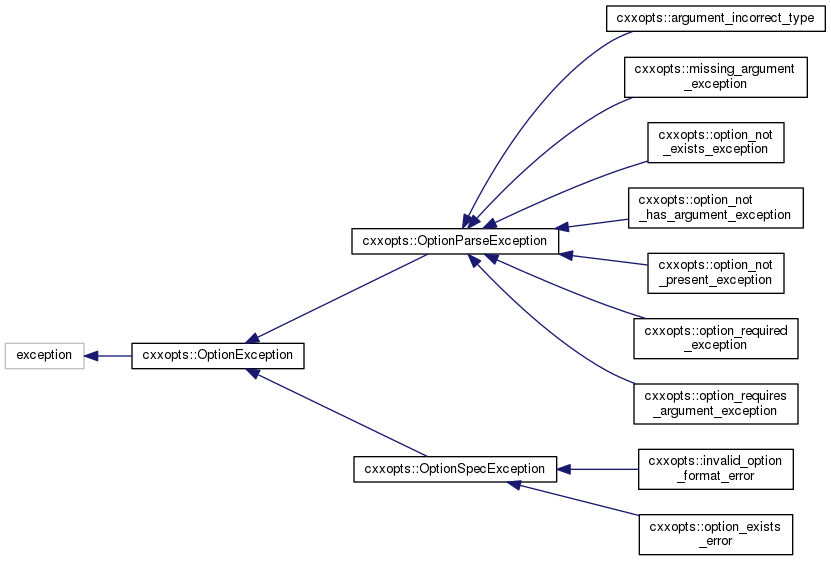 cxxopts::argument_incorrect_type
cxxopts::missing_argument
_exception
cxxopts::option_not
_exists_exception
cxxopts::option_not
_has_argument_exception
cxxopts::OptionParseException
cxxopts::option_not
_present_exception
cxxopts::option_required
_exception
exception
cxxopts::OptionException
cxxopts::option_requires
_argument_exception
cxxopts::OptionSpecException
cxxopts::invalid_option
_format_error
cxxopts::option_exists
_error